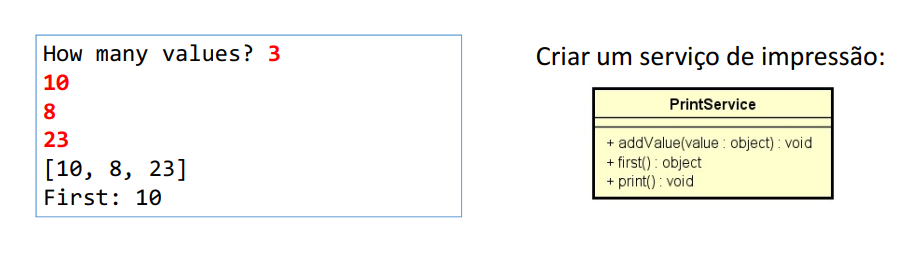 How many values? 3
10
8
23
[10, 8, 23]
First: 10
Criar um serviço de impressão:
PrintService
+ addValue(value : object) : void
+ first() : object
+ print() : void